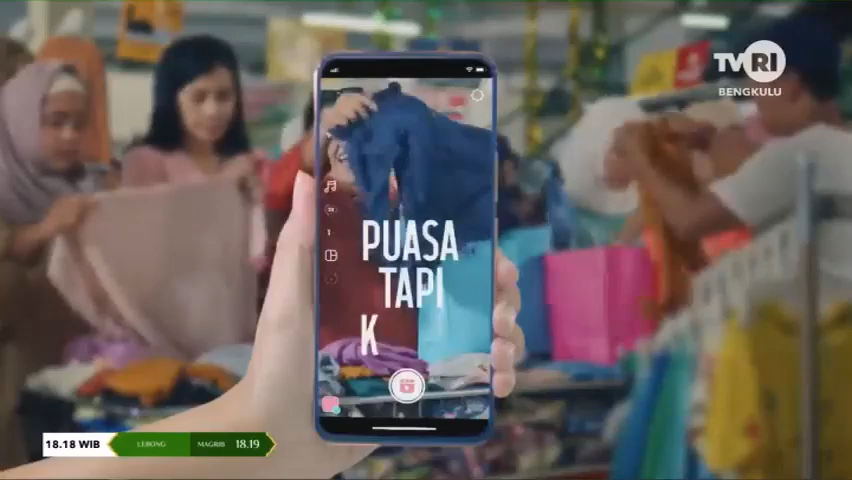 TVRI
BENGKULU
PUASA
TAPI
K
18.18 WIB
LEBONG
MAGRIB
18.19